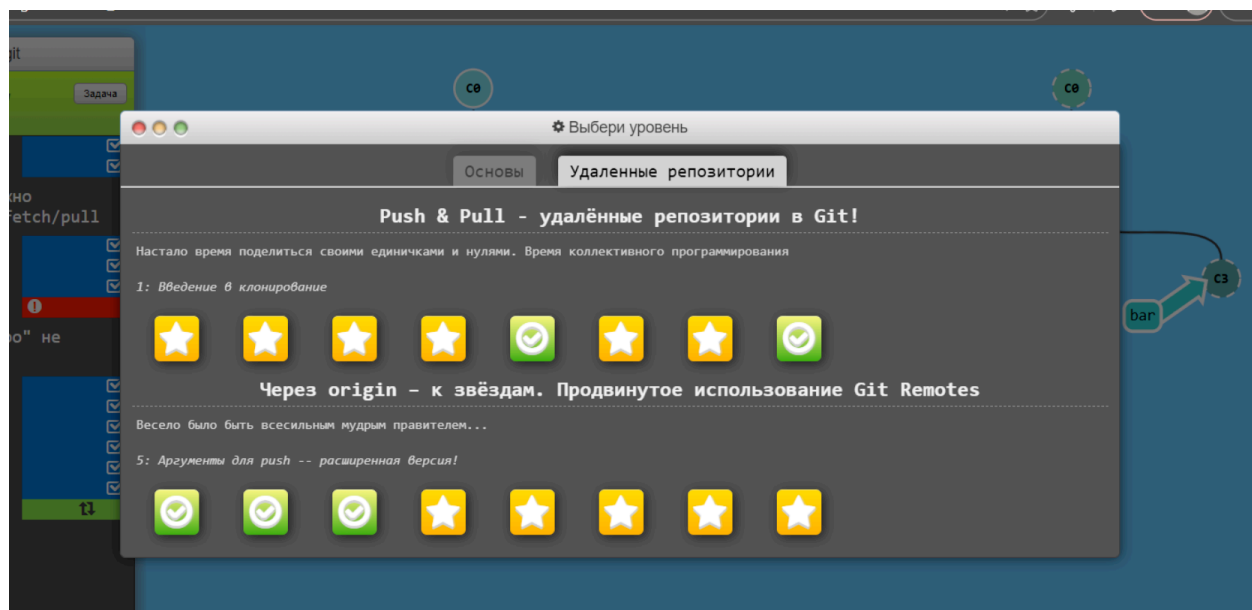 git
Задача
c0
c0
Выбери уровень
Основы
Удаленные репозитории
fetch/pull
Push & Pull - удалённые репозитории в Git!
Настало время поделиться своими единичками и нулями. Время коллективного программирования
1: Введение в клонирование
c3
bar
не
Через origin – к звёздам. Продвинутое использование Git Remotes
Весело было быть всесильным мудрым правителем...
5: Аргументы для push -- расширенная версия!